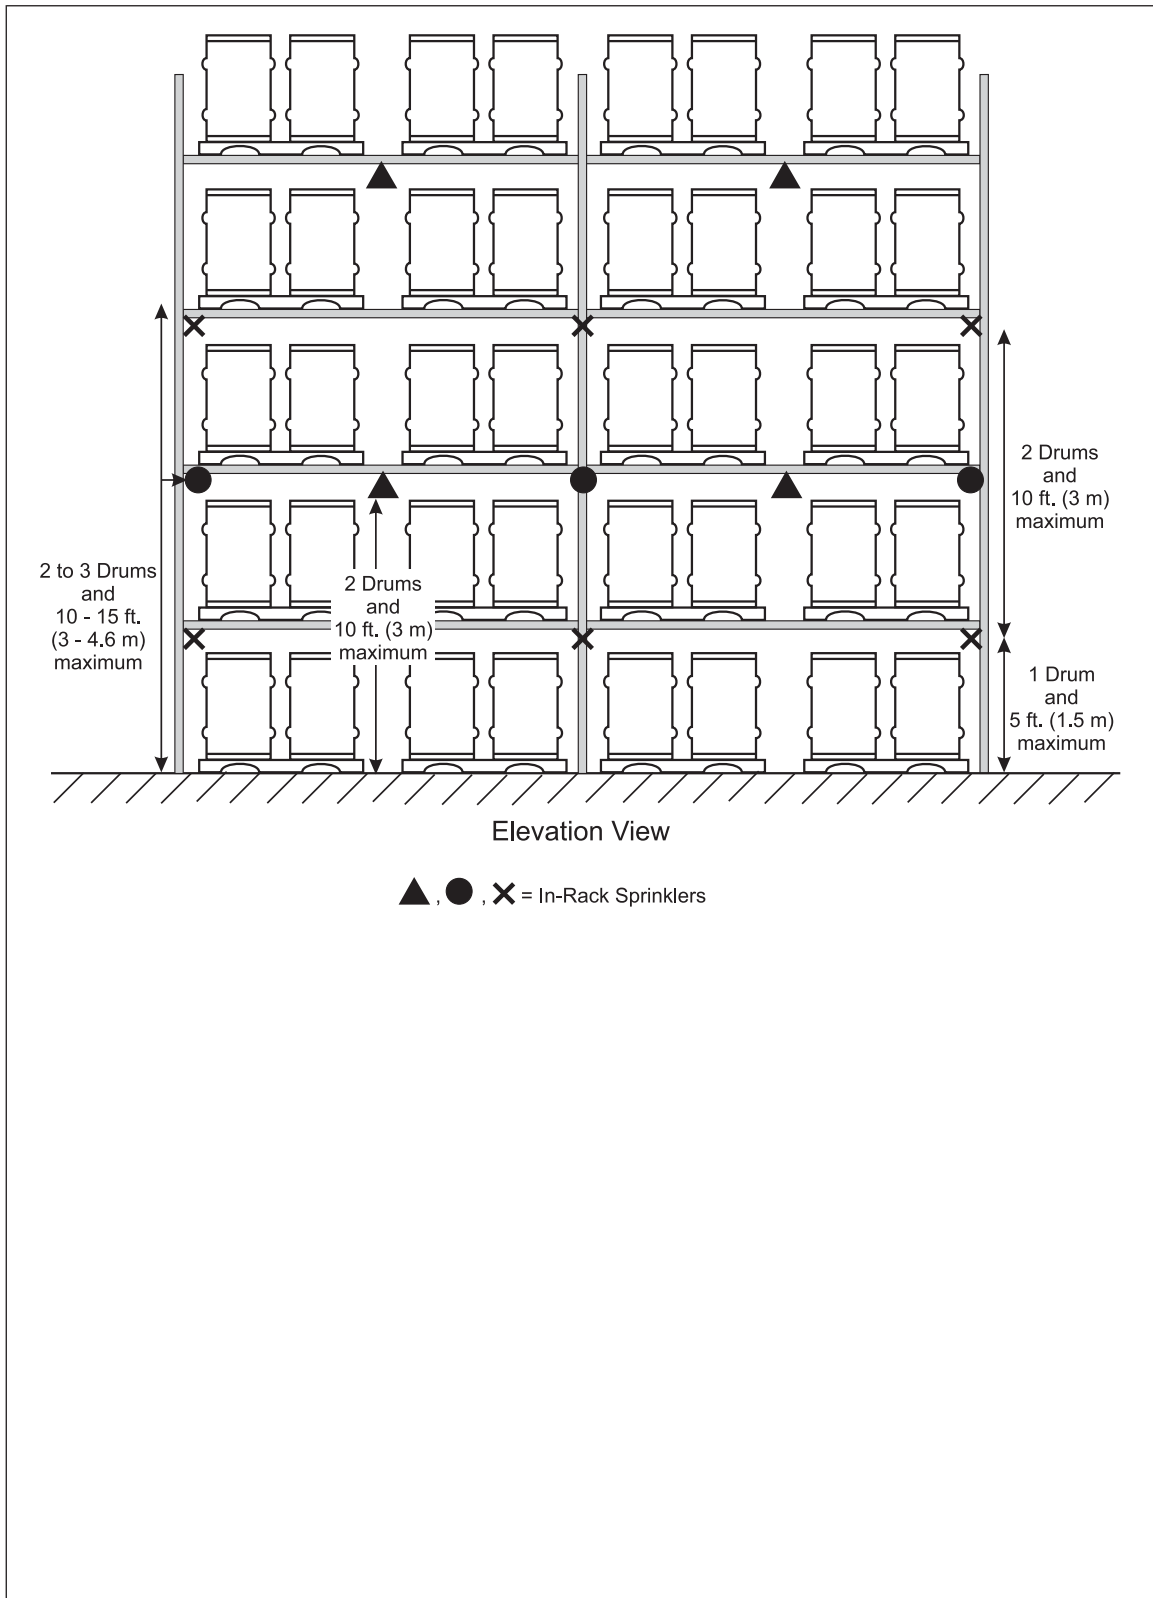 2 Drums
and
10 ft. (3 m)
maximum
2 to 3 Drums
and
10 - 15 ft.
(3 - 4.6 m)
maximum
2 Drums
and
10 ft. (3 m)
maximum
1 Drum
and
5 ft. (1.5 m)
maximum
Elevation View
▲ , ● , ✕ = In-Rack Sprinklers